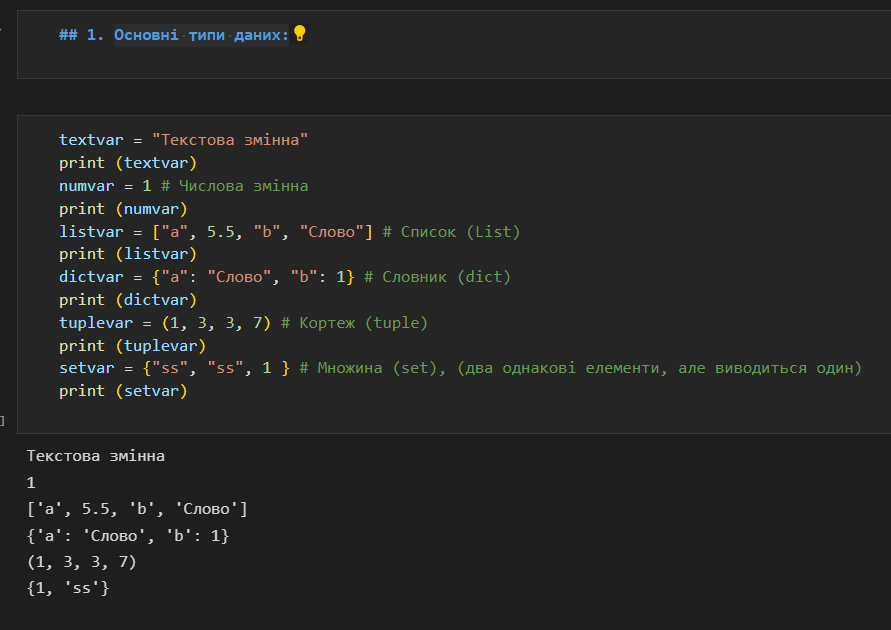 ## 1. Основні типи даних:
textvar = "Текстова змінна"
print (textvar)
numvar = 1 # Числова змінна
print (numvar)
listvar = ["a", 5.5, "b", "Слово"] # Список (List)
print (listvar)
dictvar = {"a": "Слово", "b": 1} # Словник (dict)
print (dictvar)
tuplevar = (1, 3, 3, 7) # Кортеж (tuple)
print (tuplevar)
setvar = {"ss", "ss", 1 } # Множина (set), (два однакові елементи, але виводиться один)
print (setvar)
]
Текстова змінна
1
['a', 5.5, 'b', 'Слово']
{'a': 'Слово', 'b': 1}
(1, 3, 3, 7)
{1, 'ss'}